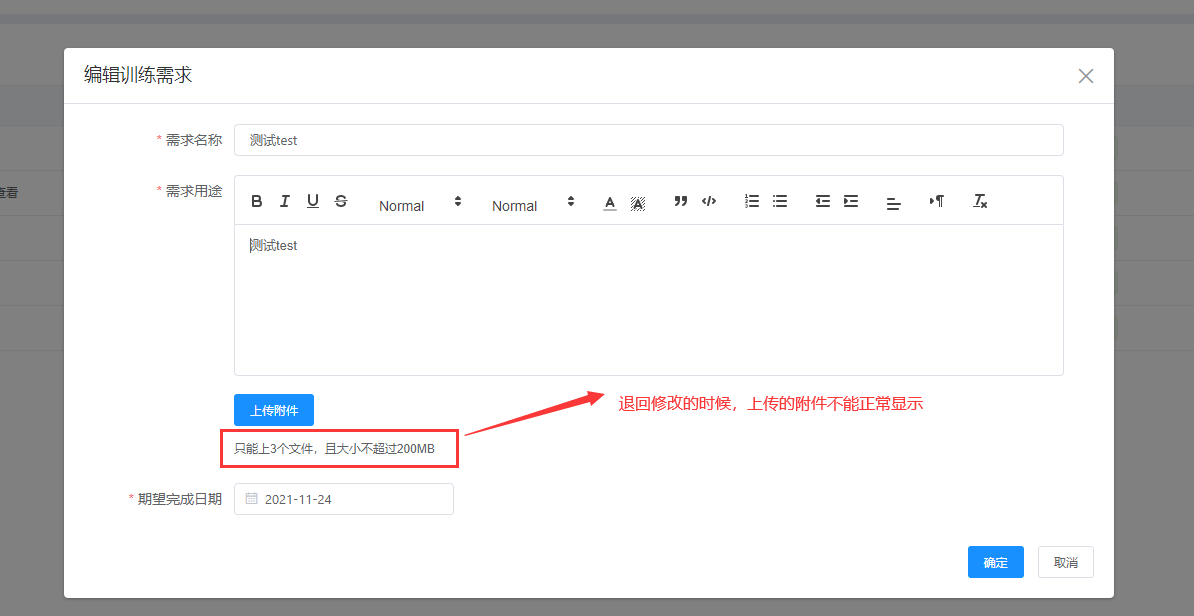 编辑训练需求
* 需求名称
测试test
查看
* 需求用途
B I U S Normal Normal A A
测试test
上传附件
退回修改的时候，上传的附件不能正常显示
只能上3个文件，且大小不超过200MB
* 期望完成日期
2021-11-24
确定
取消